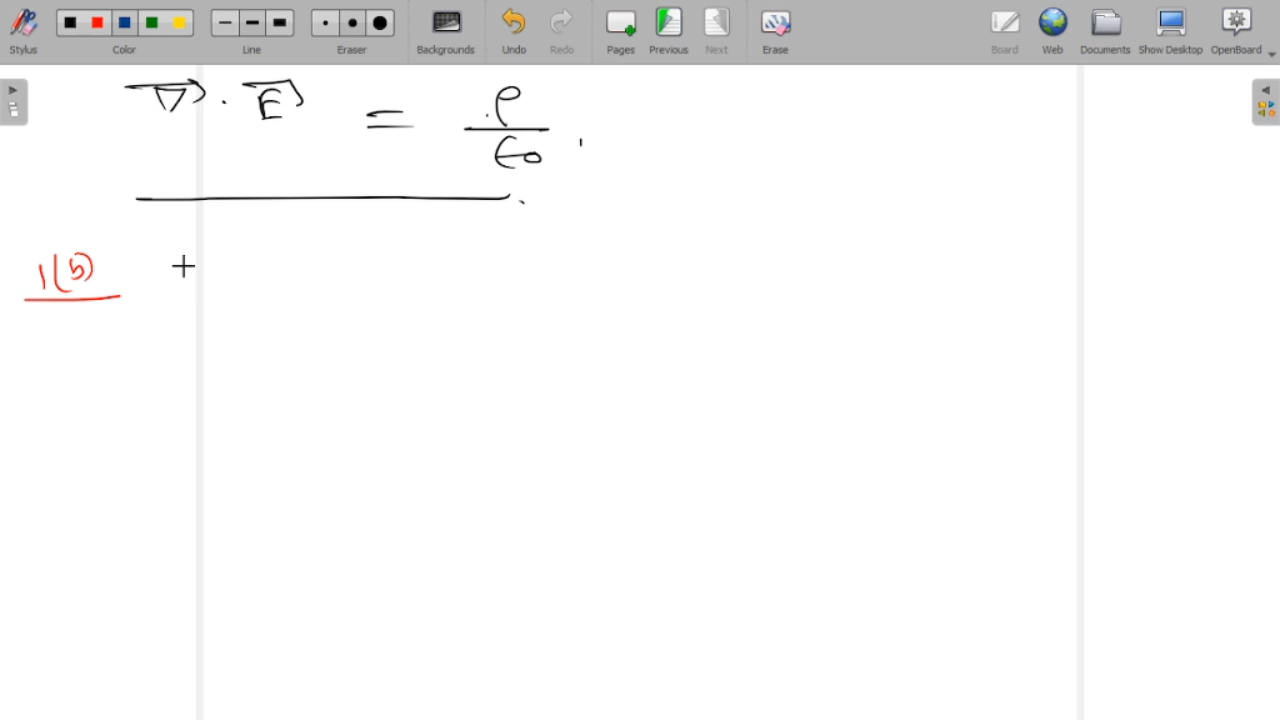 Stylus Color Line Eraser Backgrounds Undo Redo Pages Previous Next Erase Board Web Documents Show Desktop OpenBoard
∇⃗ · E⃗ = ρ/ε₀
1(b)